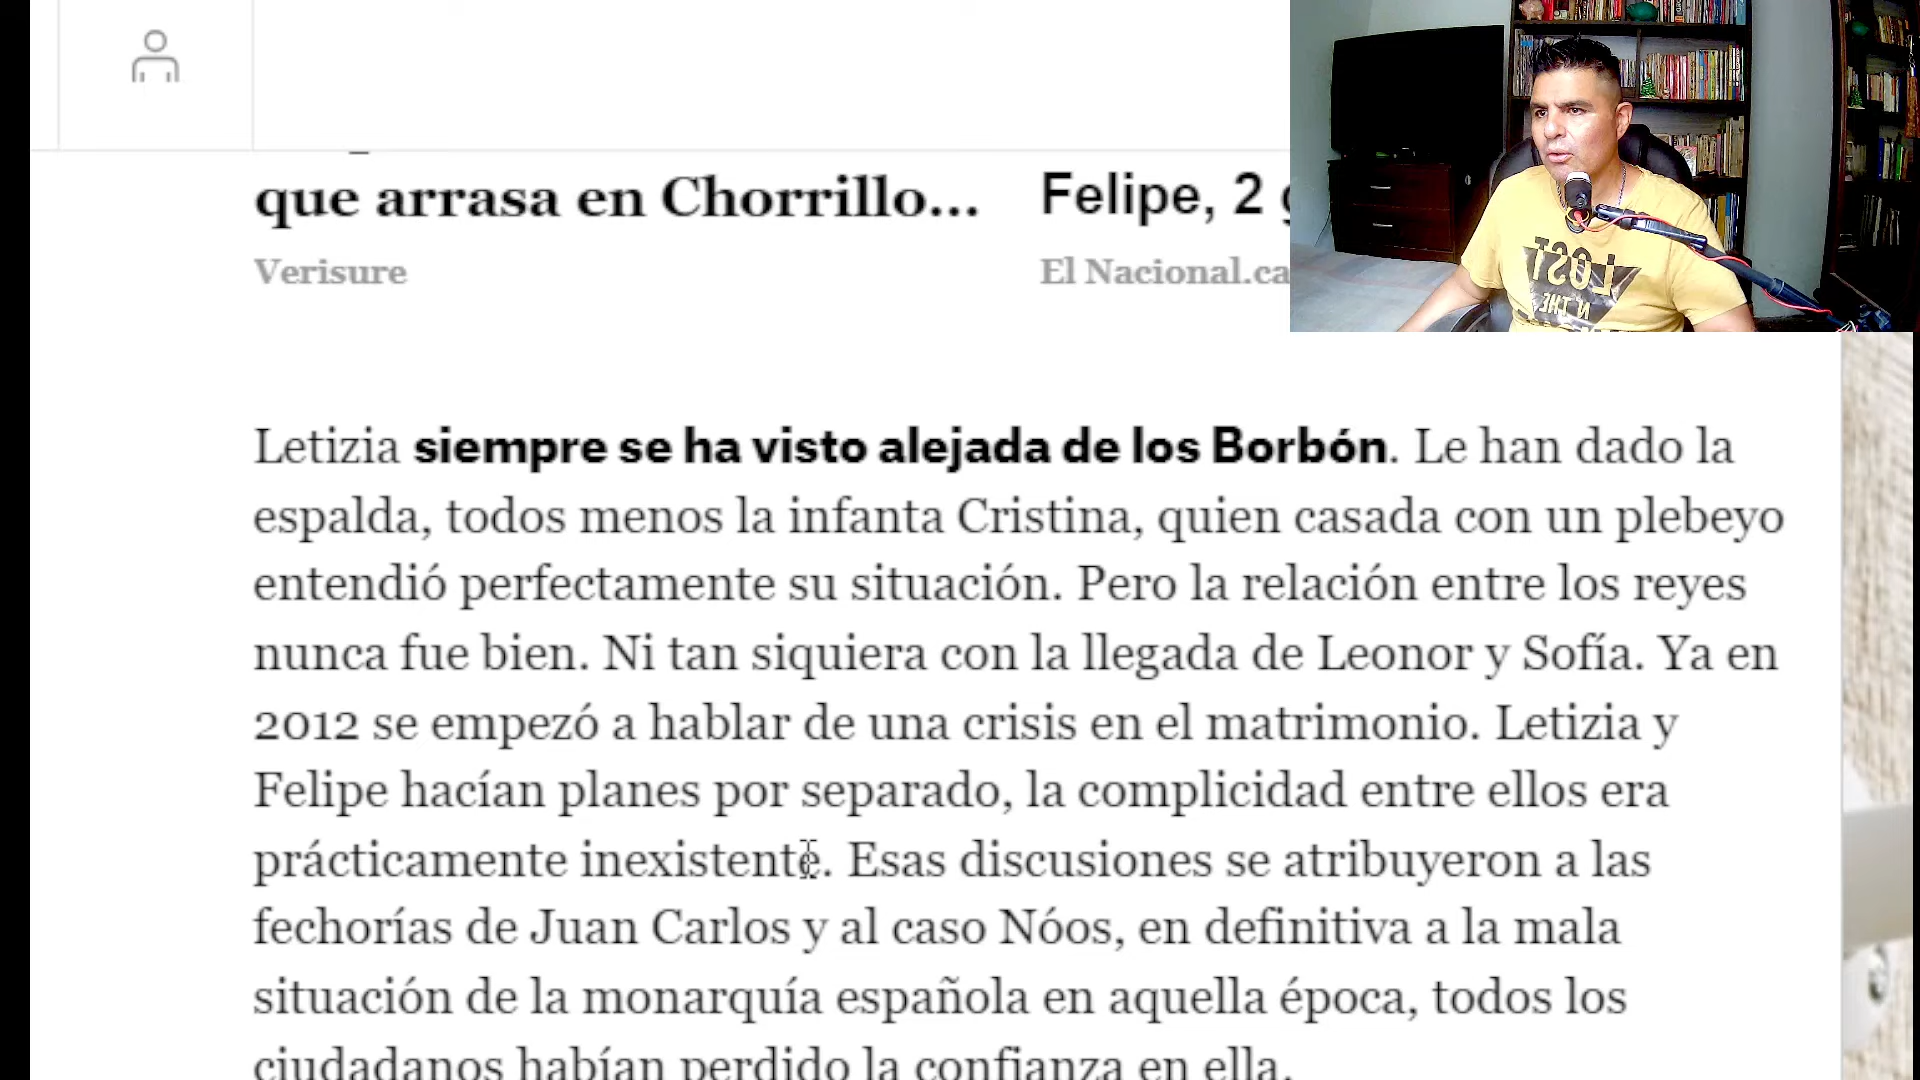 que arrasa en Chorrillo...
Felipe, 2
Verisure
El Nacional.ca
LOST
N THE
Letizia siempre se ha visto alejada de los Borbón. Le han dado la
espalda, todos menos la infanta Cristina, quien casada con un plebeyo
entendió perfectamente su situación. Pero la relación entre los reyes
nunca fue bien. Ni tan siquiera con la llegada de Leonor y Sofía. Ya en
2012 se empezó a hablar de una crisis en el matrimonio. Letizia y
Felipe hacían planes por separado, la complicidad entre ellos era
prácticamente inexistente. Esas discusiones se atribuyeron a las
fechorías de Juan Carlos y al caso Nóos, en definitiva a la mala
situación de la monarquía española en aquella época, todos los
ciudadanos habían perdido la confianza en ella.